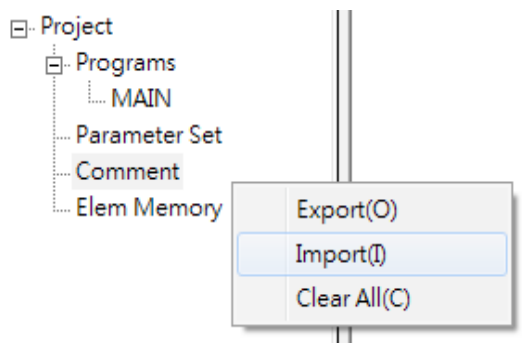 Project
Programs
MAIN
Parameter Set
Comment
Elem Memory
Export(O)
Import(I)
Clear All(C)